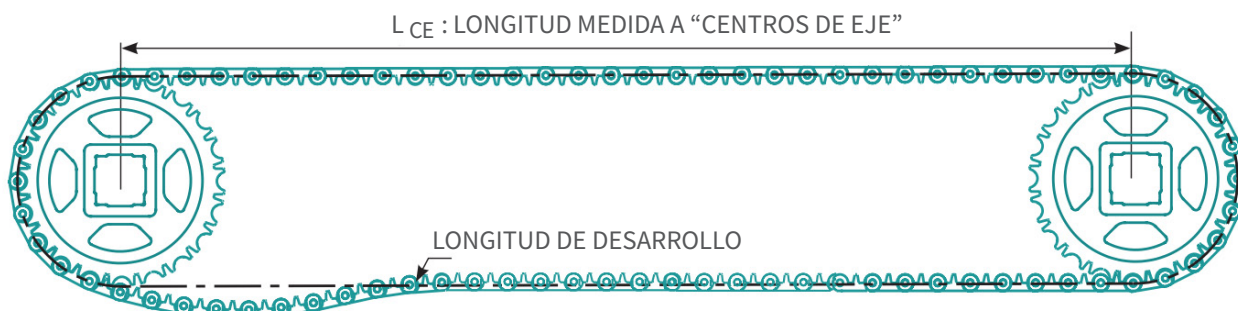 L CE : LONGITUD MEDIDA A “CENTROS DE EJE”
LONGITUD DE DESARROLLO